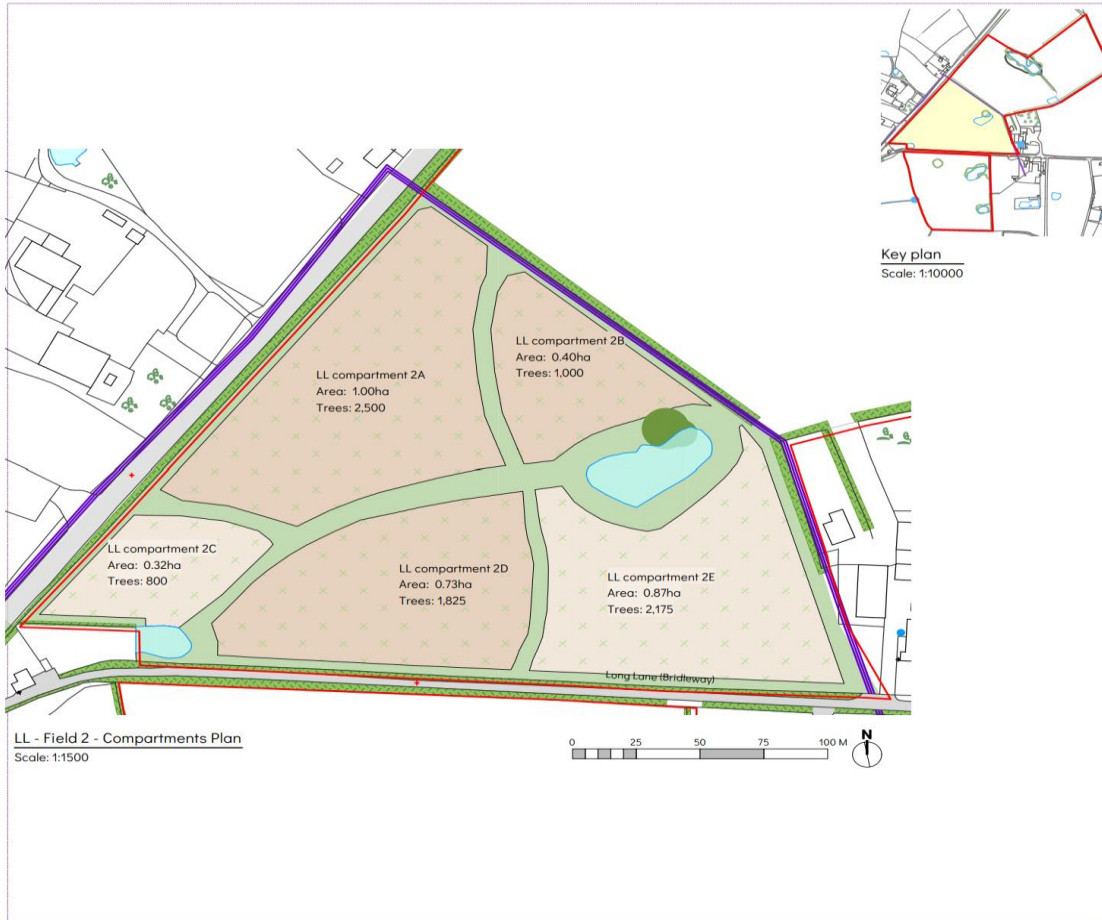 Key plan
Scale: 1:10000
LL compartment 2B
Area: 0.40ha
Trees: 1,000
LL compartment 2A
Area: 1.00ha
Trees: 2,500
LL compartment 2C
Area: 0.32ha
Trees: 800
LL compartment 2D
Area: 0.73ha
Trees: 1,825
LL compartment 2E
Area: 0.87ha
Trees: 2,175
Long Lane (Bridleway)
LL - Field 2 - Compartments Plan
Scale: 1:1500
0 25 50 75 100 M
N